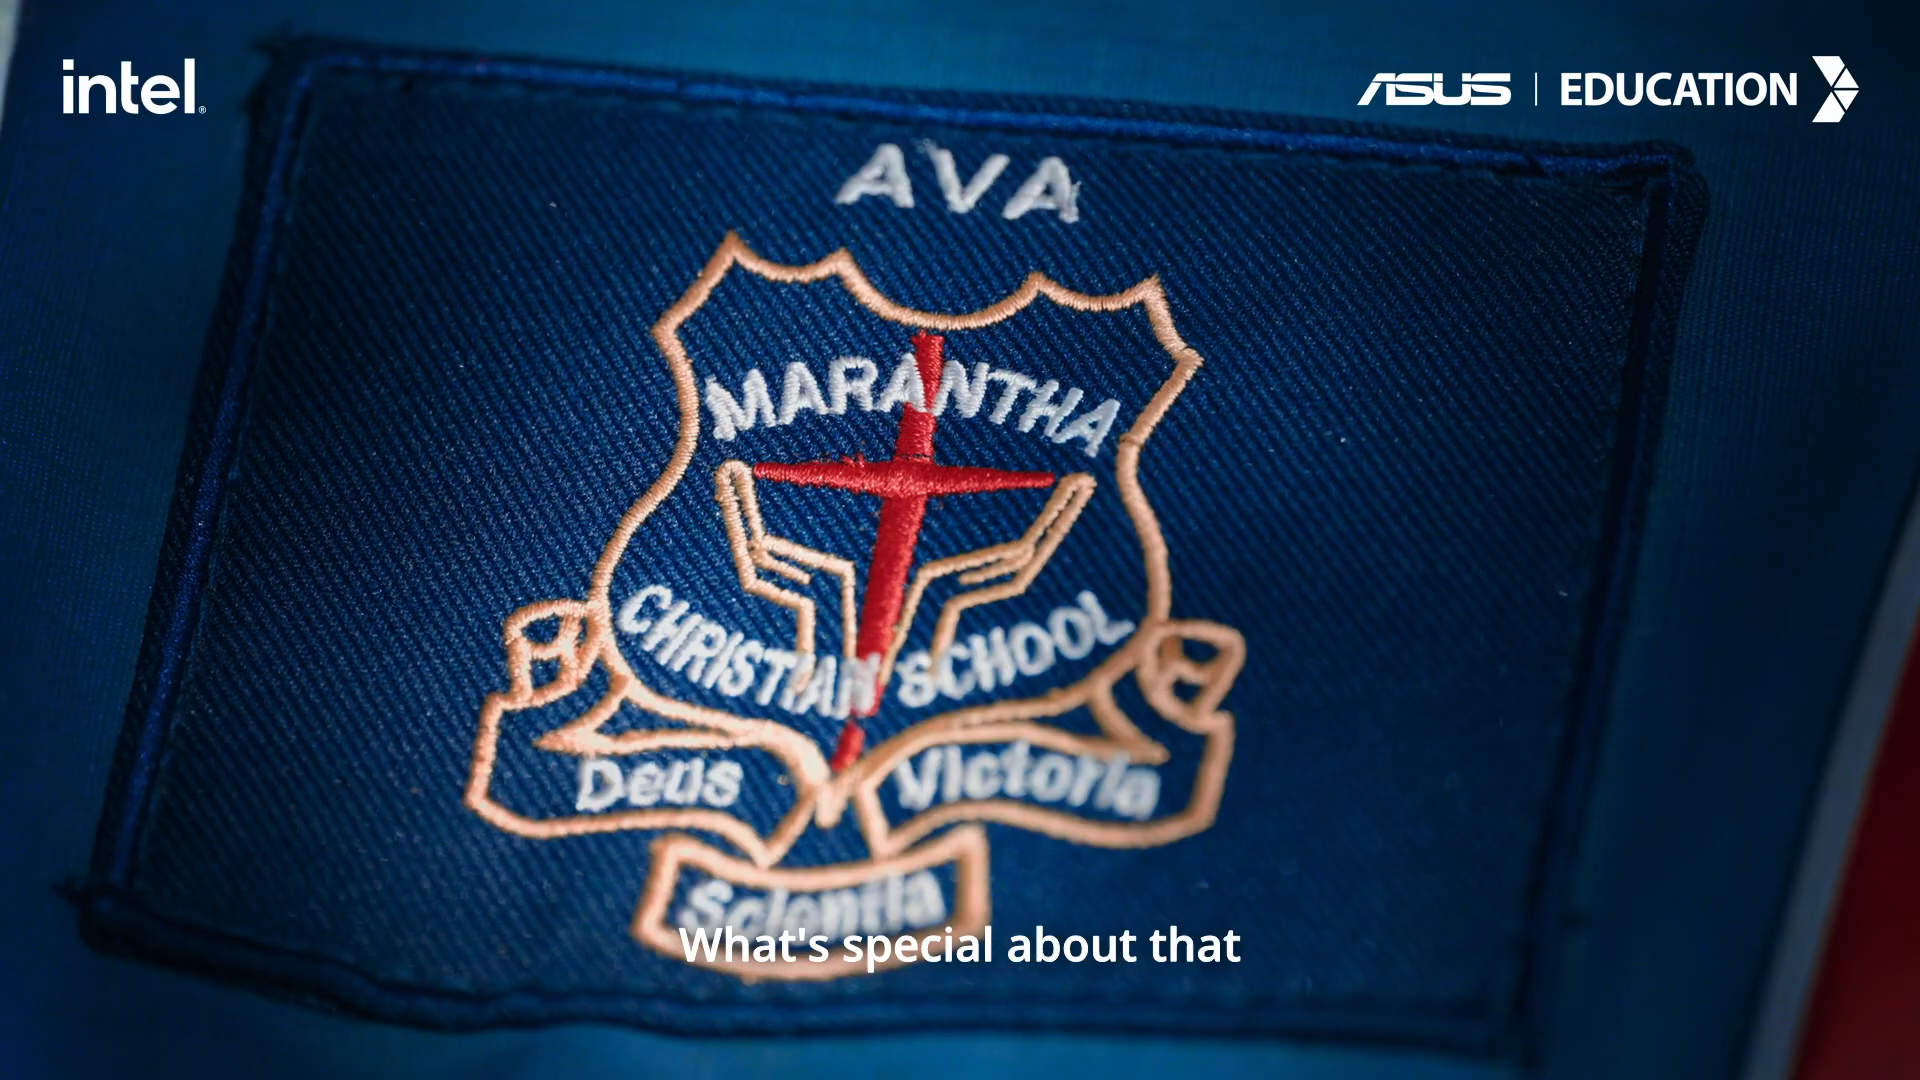 intel
ASUS | EDUCATION
AVA
MARANTHA
CHRISTIAN SCHOOL
Deus
Victoria
Scientia
What's special about that